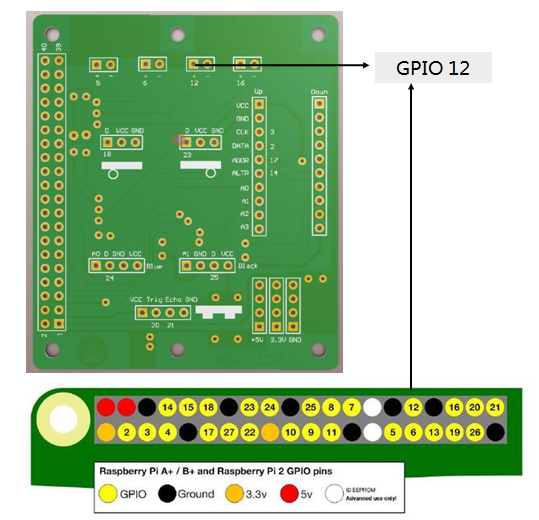 40 39
GPIO 12
+ - + - + - + -
5 6 12 16
Up Down
VCC
GND
CLK 3
DATA 2
ADDR 17
ALTR 14
A0
A1
A2
A3
D VCC GND
18
D VCC GND
23
A0 D GND VCC
24 Blue
A1 GND D VCC
25 Black
VCC Trig Echo GND
20 21
+5V 3.3V GND
2 1
14 15 18 23 24 25 8 7 12 16 20 21
2 3 4 17 27 22 10 9 11 5 6 13 19 26
Raspberry Pi A+ / B+ and Raspberry Pi 2 GPIO pins
GPIO Ground 3.3v 5v ID EEPROM
Advanced use only!